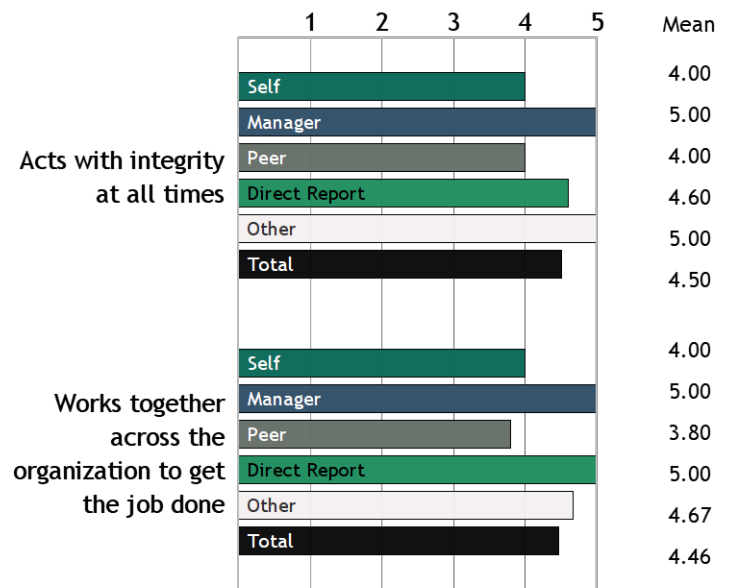 1 2 3 4 5 Mean
Self 4.00
Manager 5.00
Acts with integrity
at all times
Peer 4.00
Direct Report 4.60
Other 5.00
Total 4.50
Self 4.00
Manager 5.00
Works together
across the
organization to get
the job done
Peer 3.80
Direct Report 5.00
Other 4.67
Total 4.46